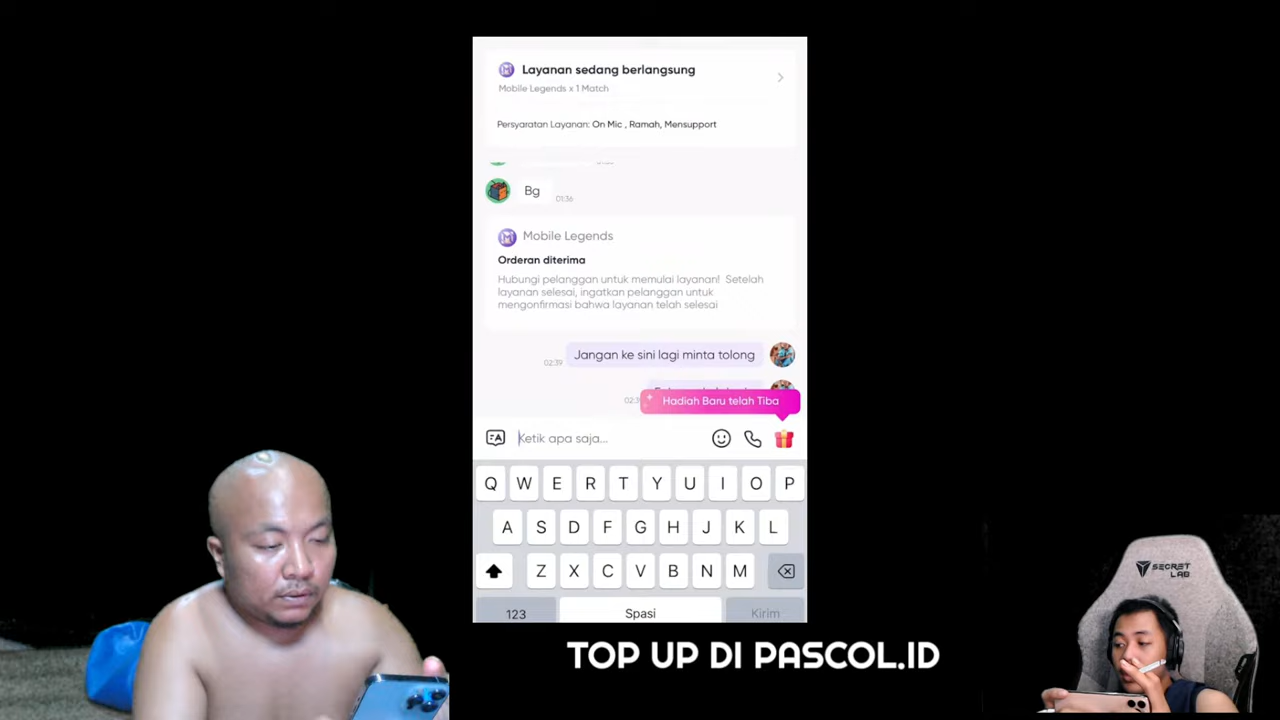 Layanan sedang berlangsung
Mobile Legends x 1 Match
Persyaratan Layanan: On Mic , Ramah, Mensupport
Bg
01:36
Mobile Legends
Orderan diterima
Hubungi pelanggan untuk memulai layanan! Setelah
layanan selesai, ingatkan pelanggan untuk
mengonfirmasi bahwa layanan telah selesai
Jangan ke sini lagi minta tolong
02:39
Hadiah Baru telah Tiba
Ketik apa saja...
Q W E R T Y U I O P
A S D F G H J K L
Z X C V B N M
123 Spasi Kirim
TOP UP DI PASCOL.ID
SECRET
LAB